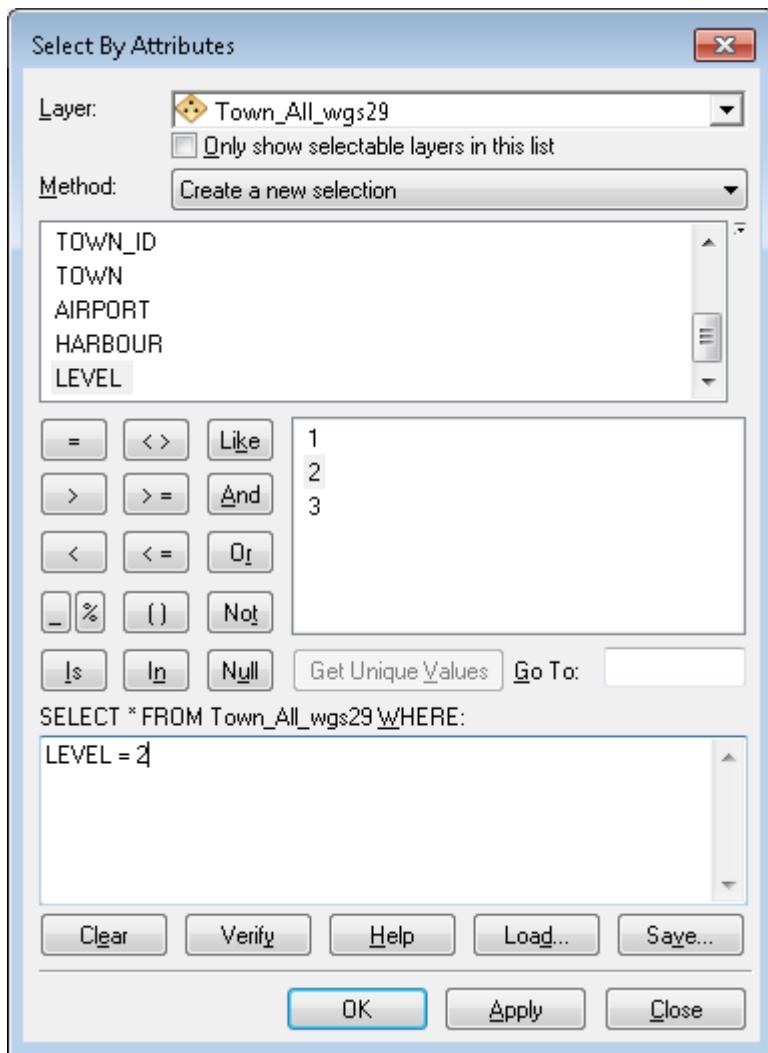 Select By Attributes
Layer: Town_All_wgs29
Only show selectable layers in this list
Method: Create a new selection
TOWN_ID
TOWN
AIRPORT
HARBOUR
LEVEL
= < > Like
> > = And
< < = Or
_ % ( ) Not
Is In Null
1
2
3
Get Unique Values Go To:
SELECT * FROM Town_All_wgs29 WHERE:
LEVEL = 2
Clear Verify Help Load... Save...
OK Apply Close